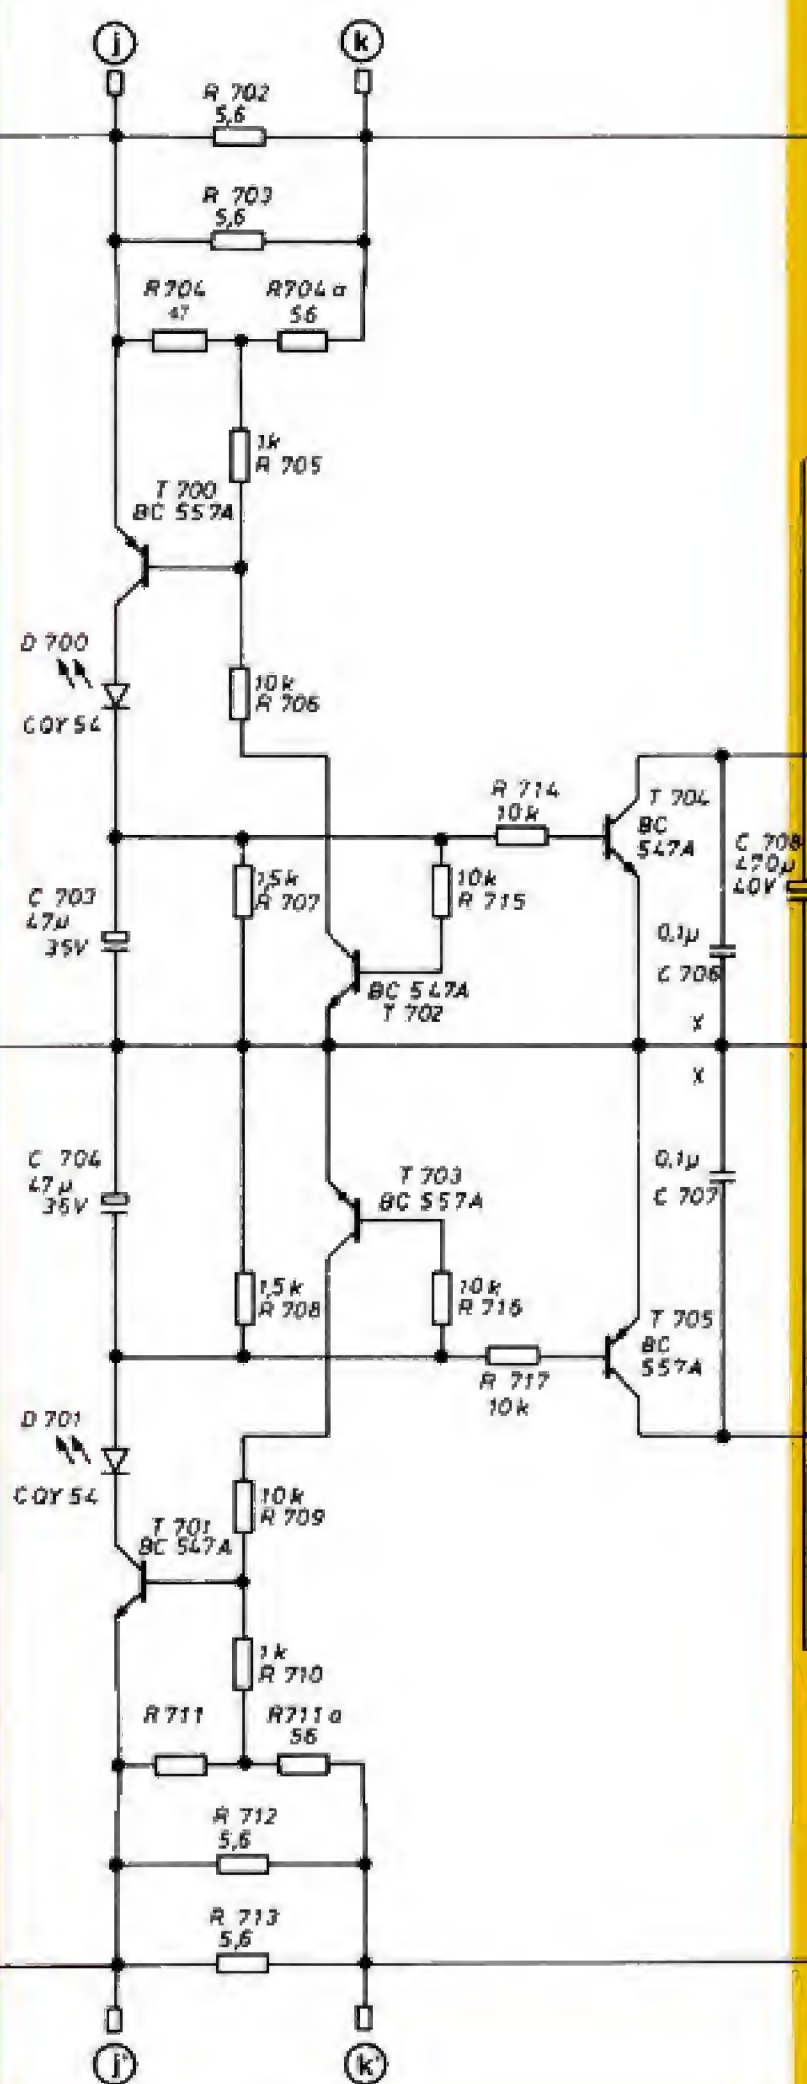 j
k
R 702
5,6
R 703
5,6
R704
47
R704 a
56
1k
R 705
T 700
BC 557A
D 700
CQY 54
10k
R 706
R 714
10k
T 704
BC
547A
C 708
470µ
40V
C 703
47µ
35V
1,5k
R 707
10k
R 715
0,1µ
C 706
BC 547A
T 702
Y
X
C 704
47µ
35V
T 703
BC 557A
0,1µ
C 707
1,5k
R 708
10k
R 716
T 705
BC
557A
R 717
10k
D 701
CQY 54
10k
R 709
T 701
BC 547A
1k
R 710
R711
R711 a
56
R 712
5,6
R 713
5,6
j'
k'